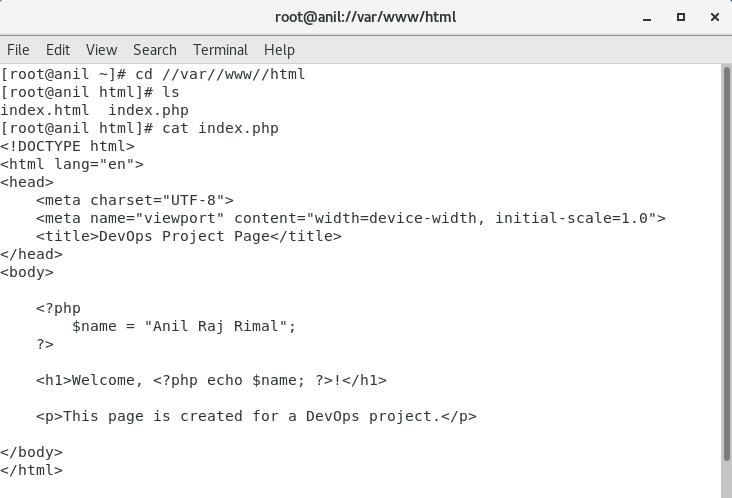 root@anil://var/www/html
File Edit View Search Terminal Help
[root@anil ~]# cd //var//www//html
[root@anil html]# ls
index.html  index.php
[root@anil html]# cat index.php
<!DOCTYPE html>
<html lang="en">
<head>
    <meta charset="UTF-8">
    <meta name="viewport" content="width=device-width, initial-scale=1.0">
    <title>DevOps Project Page</title>
</head>
<body>

    <?php
        $name = "Anil Raj Rimal";
    ?>

    <h1>Welcome, <?php echo $name; ?>!</h1>

    <p>This page is created for a DevOps project.</p>

</body>
</html>